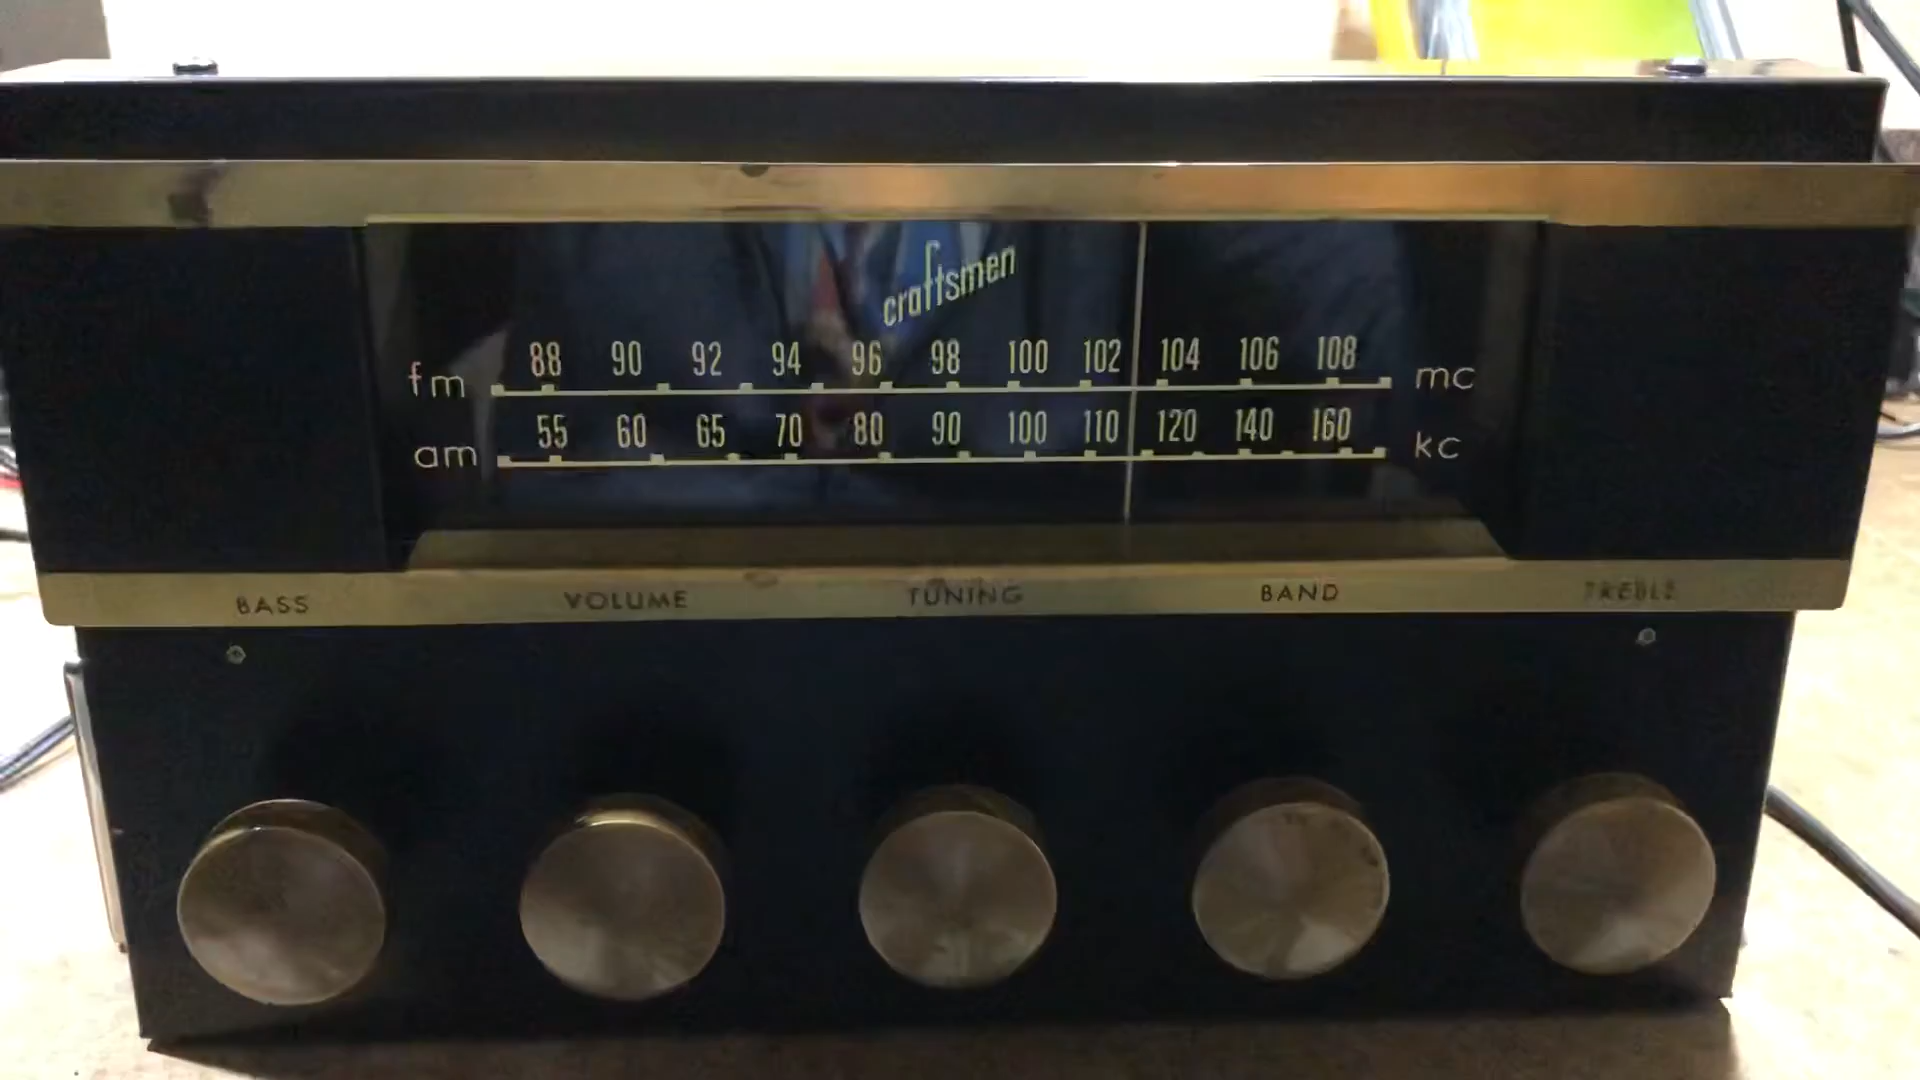 craftsmen
fm 88 90 92 94 96 98 100 102 104 106 108 mc
am 55 60 65 70 80 90 100 110 120 140 160 kc
BASS VOLUME TUNING BAND TREBLE